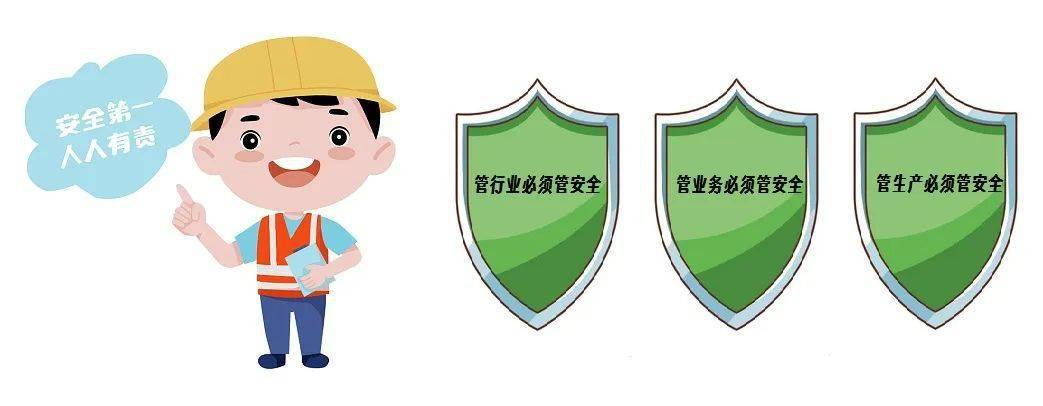 安全第一
人人有责
管行业必须管安全
管业务必须管安全
管生产必须管安全